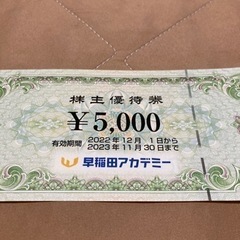 株主優待券
￥5,000
有効期間 2022年12月 1日から
2023年11月30日まで
早稲田アカデミー